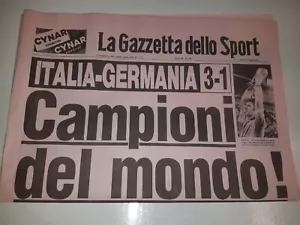 CYNAR
CYNAR
La Gazzetta dello Sport
ITALIA-GERMANIA 3-1
Campioni
del mondo!